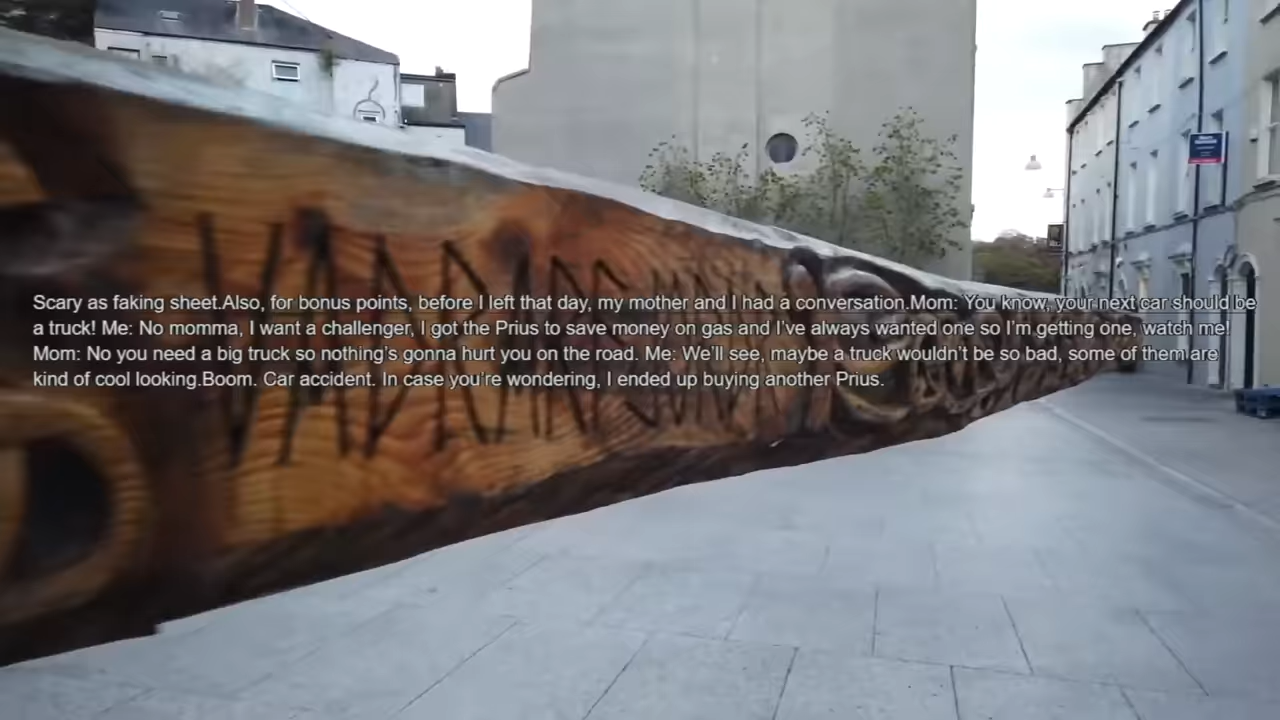 Scary as faking sheet.Also, for bonus points, before I left that day, my mother and I had a conversation.Mom: You know, your next car should be
a truck! Me: No momma, I want a challenger, I got the Prius to save money on gas and I've always wanted one so I'm getting one, watch me!
Mom: No you need a big truck so nothing's gonna hurt you on the road. Me: We'll see, maybe a truck wouldn't be so bad, some of them are
kind of cool looking.Boom. Car accident. In case you're wondering, I ended up buying another Prius.